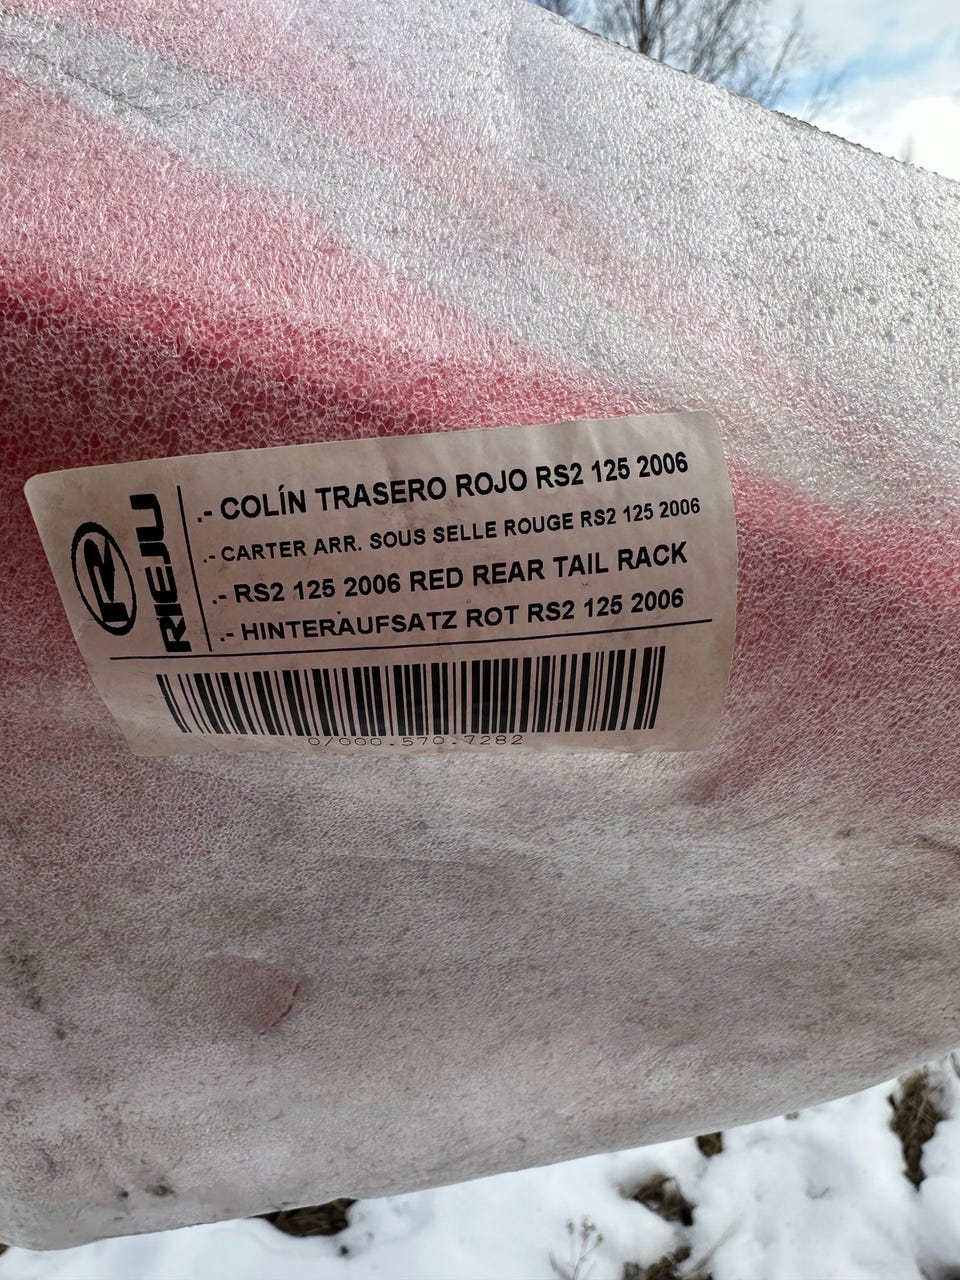 RIEJU
.- COLÍN TRASERO ROJO RS2 125 2006
.- CARTER ARR. SOUS SELLE ROUGE RS2 125 2006
.- RS2 125 2006 RED REAR TAIL RACK
.- HINTERAUFSATZ ROT RS2 125 2006
0/000.570.7282